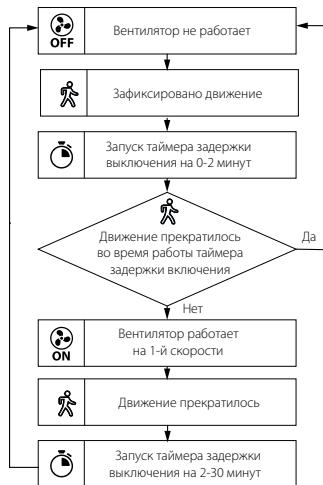 OFF
Вентилятор не работает
Зафиксировано движение
Запуск таймера задержки
выключения на 0-2 минут
Движение прекратилось
во время работы таймера
задержки включения
Да
Нет
ON
Вентилятор работает
на 1-й скорости
Движение прекратилось
Запуск таймера задержки
выключения на 2-30 минут